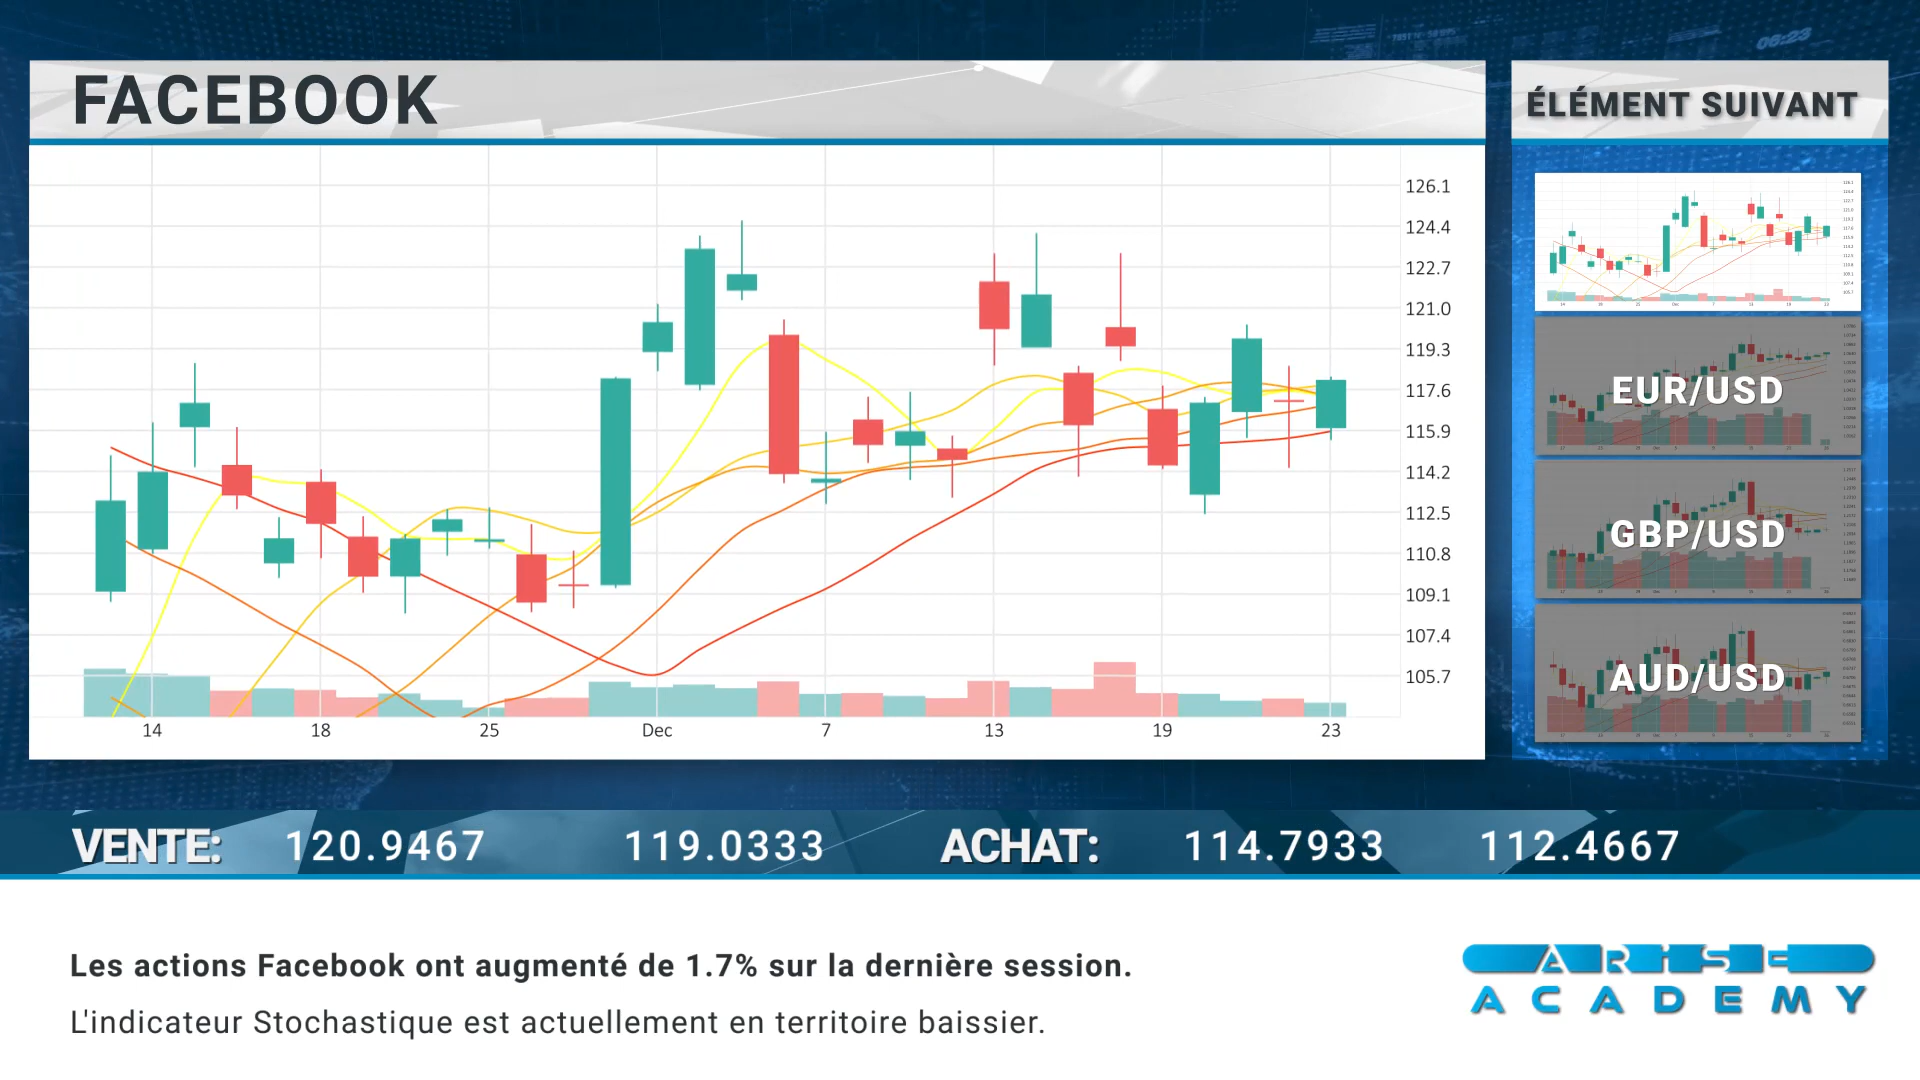 FACEBOOK
ÉLÉMENT SUIVANT
126.1
124.4
122.7
121.0
119.3
117.6
115.9
114.2
112.5
110.8
109.1
107.4
105.7
14 18 25 Dec 7 13 19 23
EUR/USD
GBP/USD
AUD/USD
VENTE: 120.9467 119.0333 ACHAT: 114.7933 112.4667
Les actions Facebook ont augmenté de 1.7% sur la dernière session.
L'indicateur Stochastique est actuellement en territoire baissier.
ARISE
ACADEMY